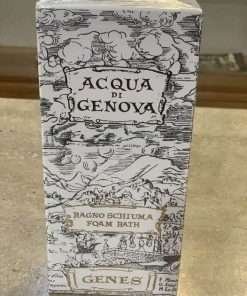 ACQUA
DI
GENOVA
BAGNO SCHIUMA
FOAM BATH
GENES